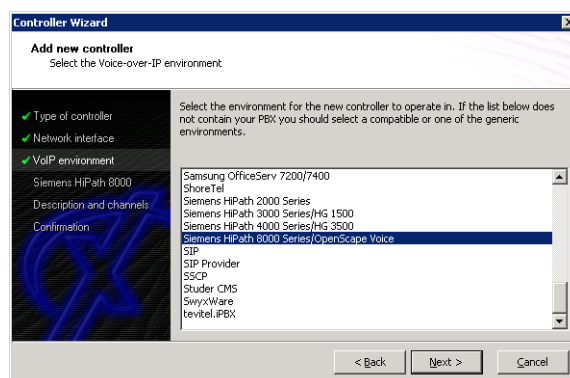 Controller Wizard
Add new controller
Select the Voice-over-IP environment
Type of controller
Network interface
VoIP environment
Siemens HiPath 8000
Description and channels
Confirmation
Select the environment for the new controller to operate in. If the list below does
not contain your PBX you should select a compatible or one of the generic
environments.
Samsung OfficeServ 7200/7400
ShoreTel
Siemens HiPath 2000 Series
Siemens HiPath 3000 Series/HG 1500
Siemens HiPath 4000 Series/HG 3500
Siemens HiPath 8000 Series/OpenScape Voice
SIP
SIP Provider
SSCP
Studer CMS
SwyxWare
tevitel.iPBX
< Back
Next >
Cancel